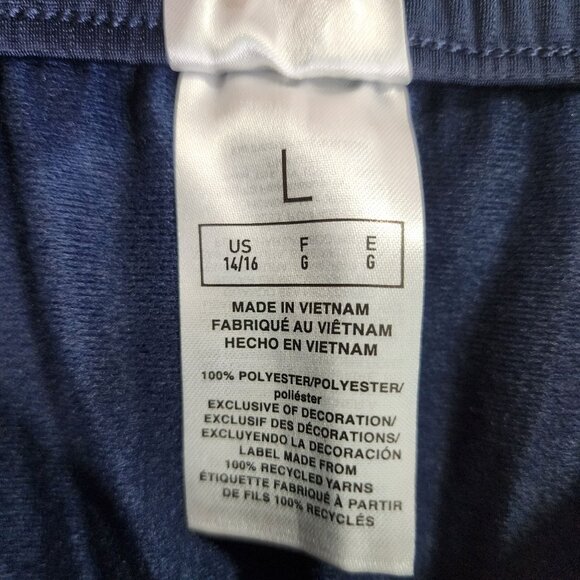 L
US F E
14/16 G G
MADE IN VIETNAM
FABRIQUÉ AU VIÊTNAM
HECHO EN VIETNAM
100% POLYESTER/POLYESTER/
poliéster
EXCLUSIVE OF DECORATION/
EXCLUSIF DES DÉCORATIONS/
EXCLUYENDO LA DECORACIÓN
LABEL MADE FROM
100% RECYCLED YARNS
ÉTIQUETTE FABRIQUÉ À PARTIR
DE FILS 100% RECYCLÉS